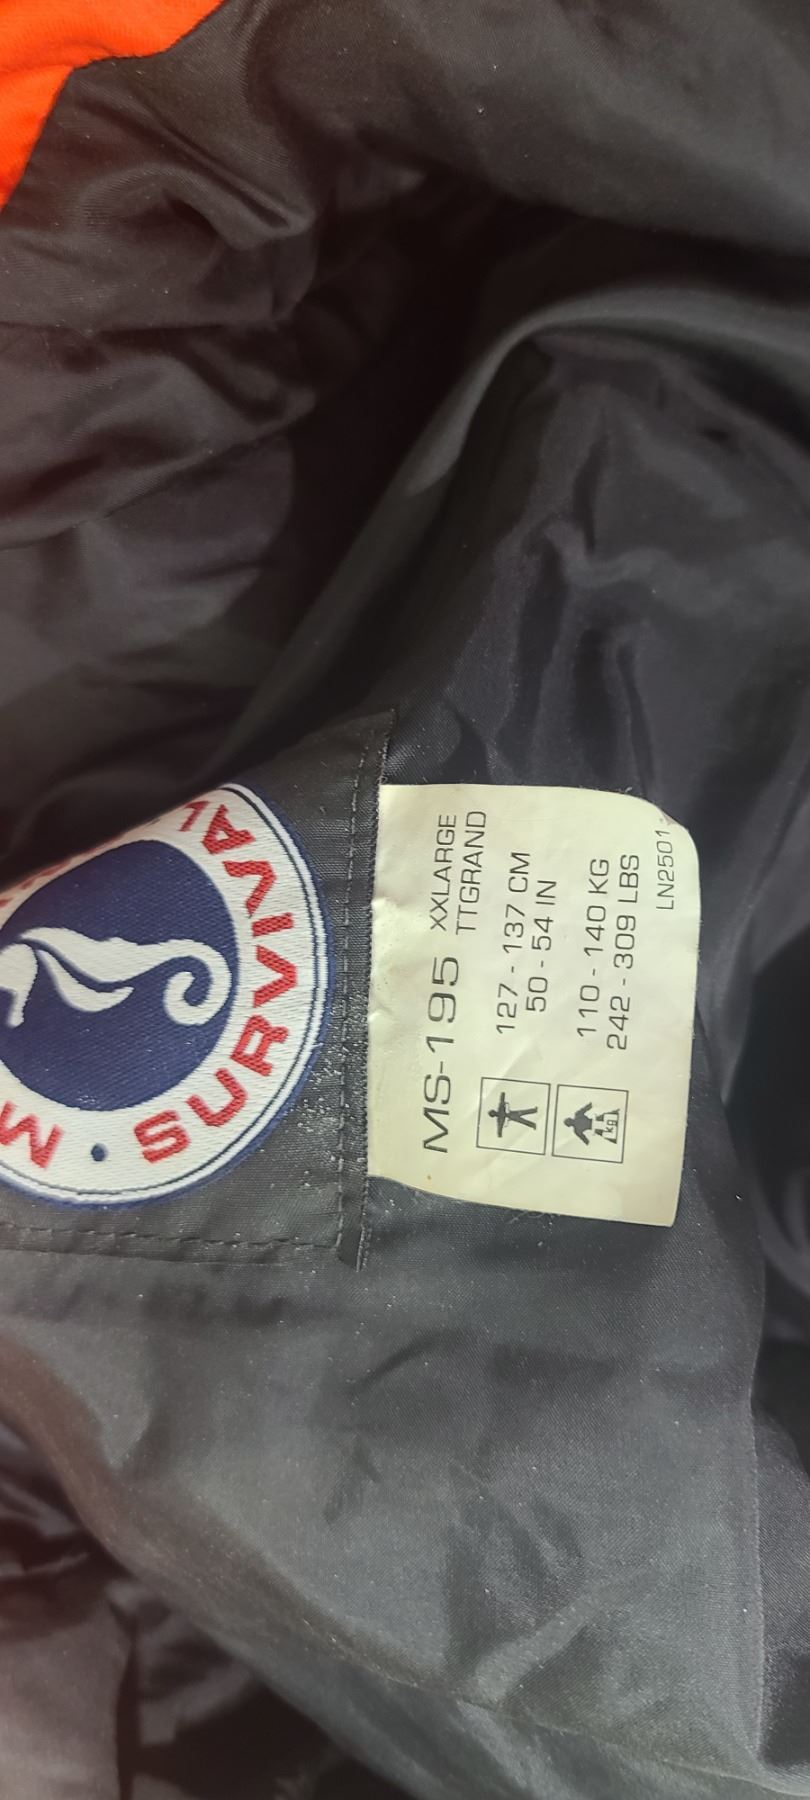 M • SURVIVAL
MS-195 XXLARGE
TTGRAND
127 - 137 CM
50 - 54 IN
110 - 140 KG
242 - 309 LBS
kg
LN2501